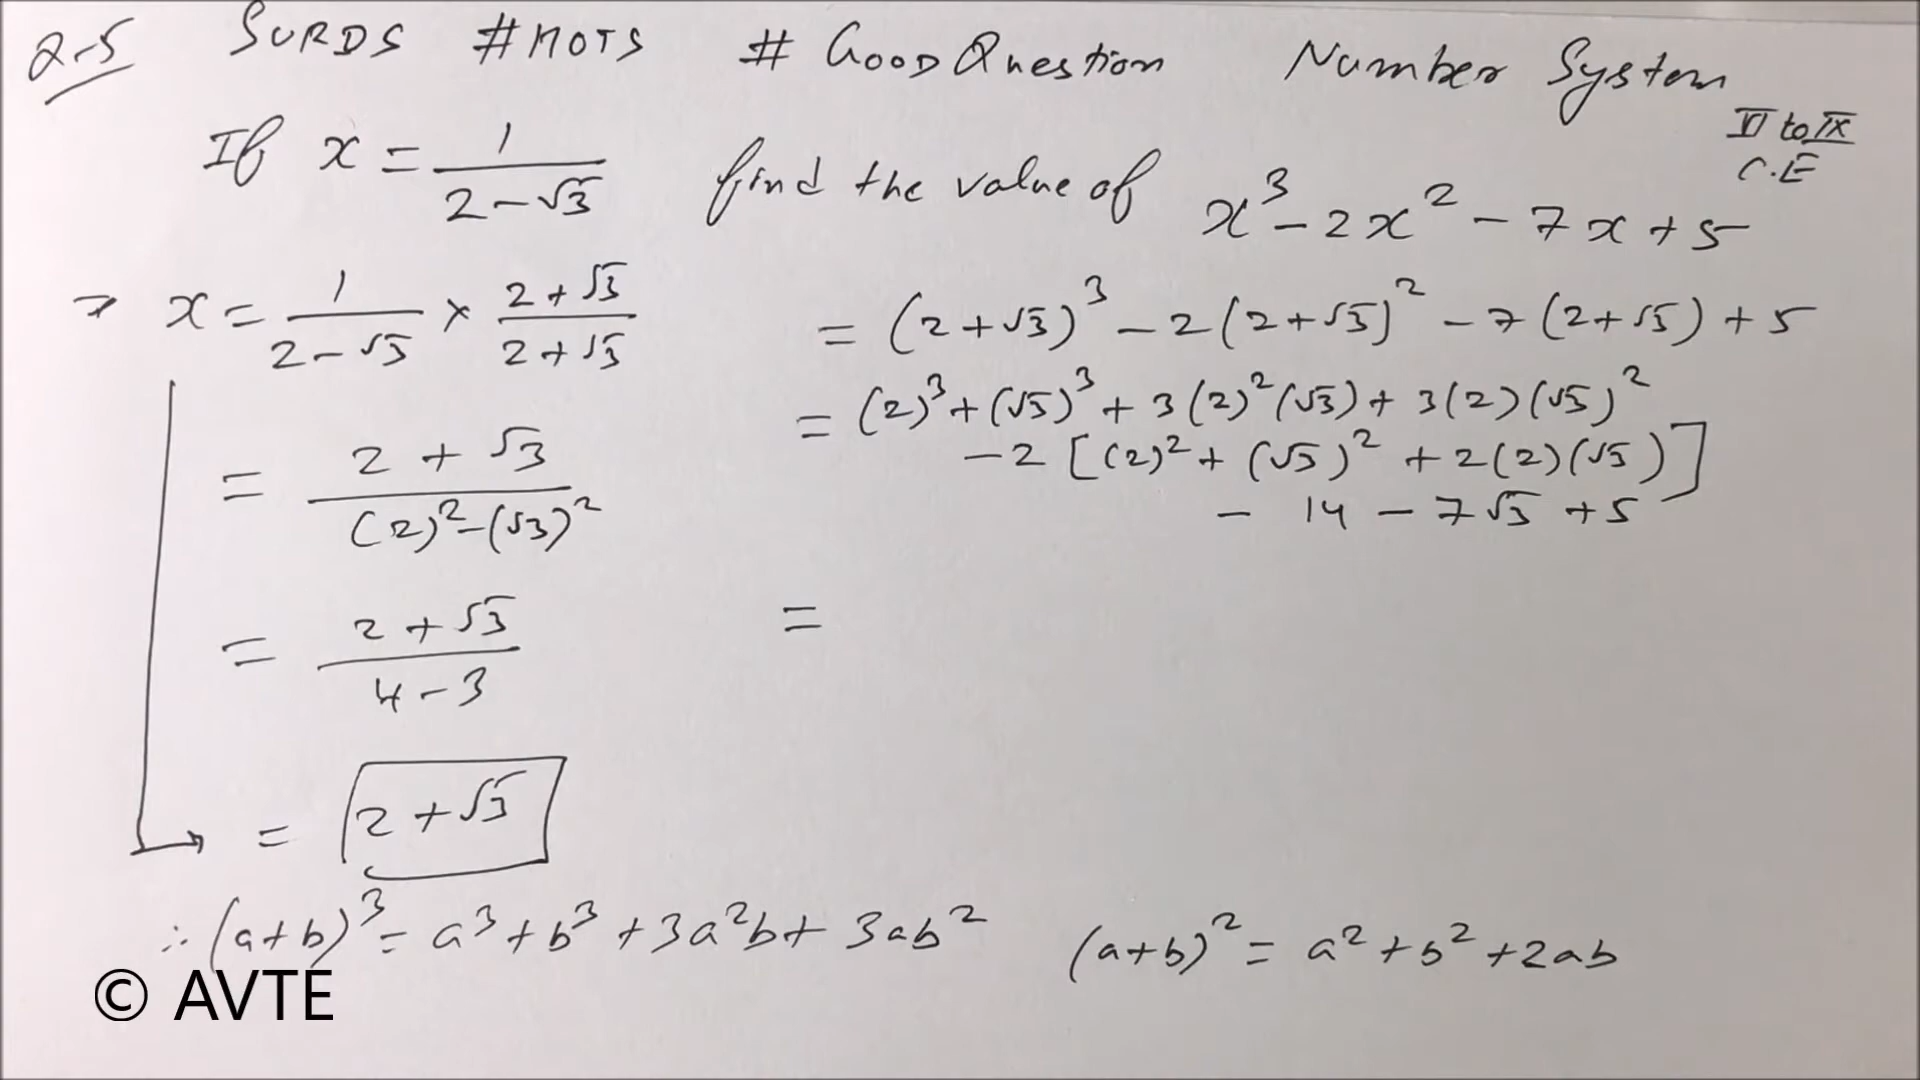 Q-5 SURDS #HOTS # GOOD Question Number System
VI to IX
C.E
If x = 1/(2-√3) find the value of x³-2x²-7x+5
→ x = 1/(2-√3) × (2+√3)/(2+√3)
= (2+√3)/((2)²-(√3)²)
= (2+√3)/(4-3)
= 2+√3
= (2+√3)³ - 2(2+√3)² - 7(2+√3) + 5
= (2)³+(√3)³+3(2)²(√3)+3(2)(√3)²
-2[(2)²+(√3)²+2(2)(√3)]
- 14 - 7√3 + 5
=
∴ (a+b)³ = a³+b³+3a²b+3ab² (a+b)² = a²+b²+2ab
© AVTE